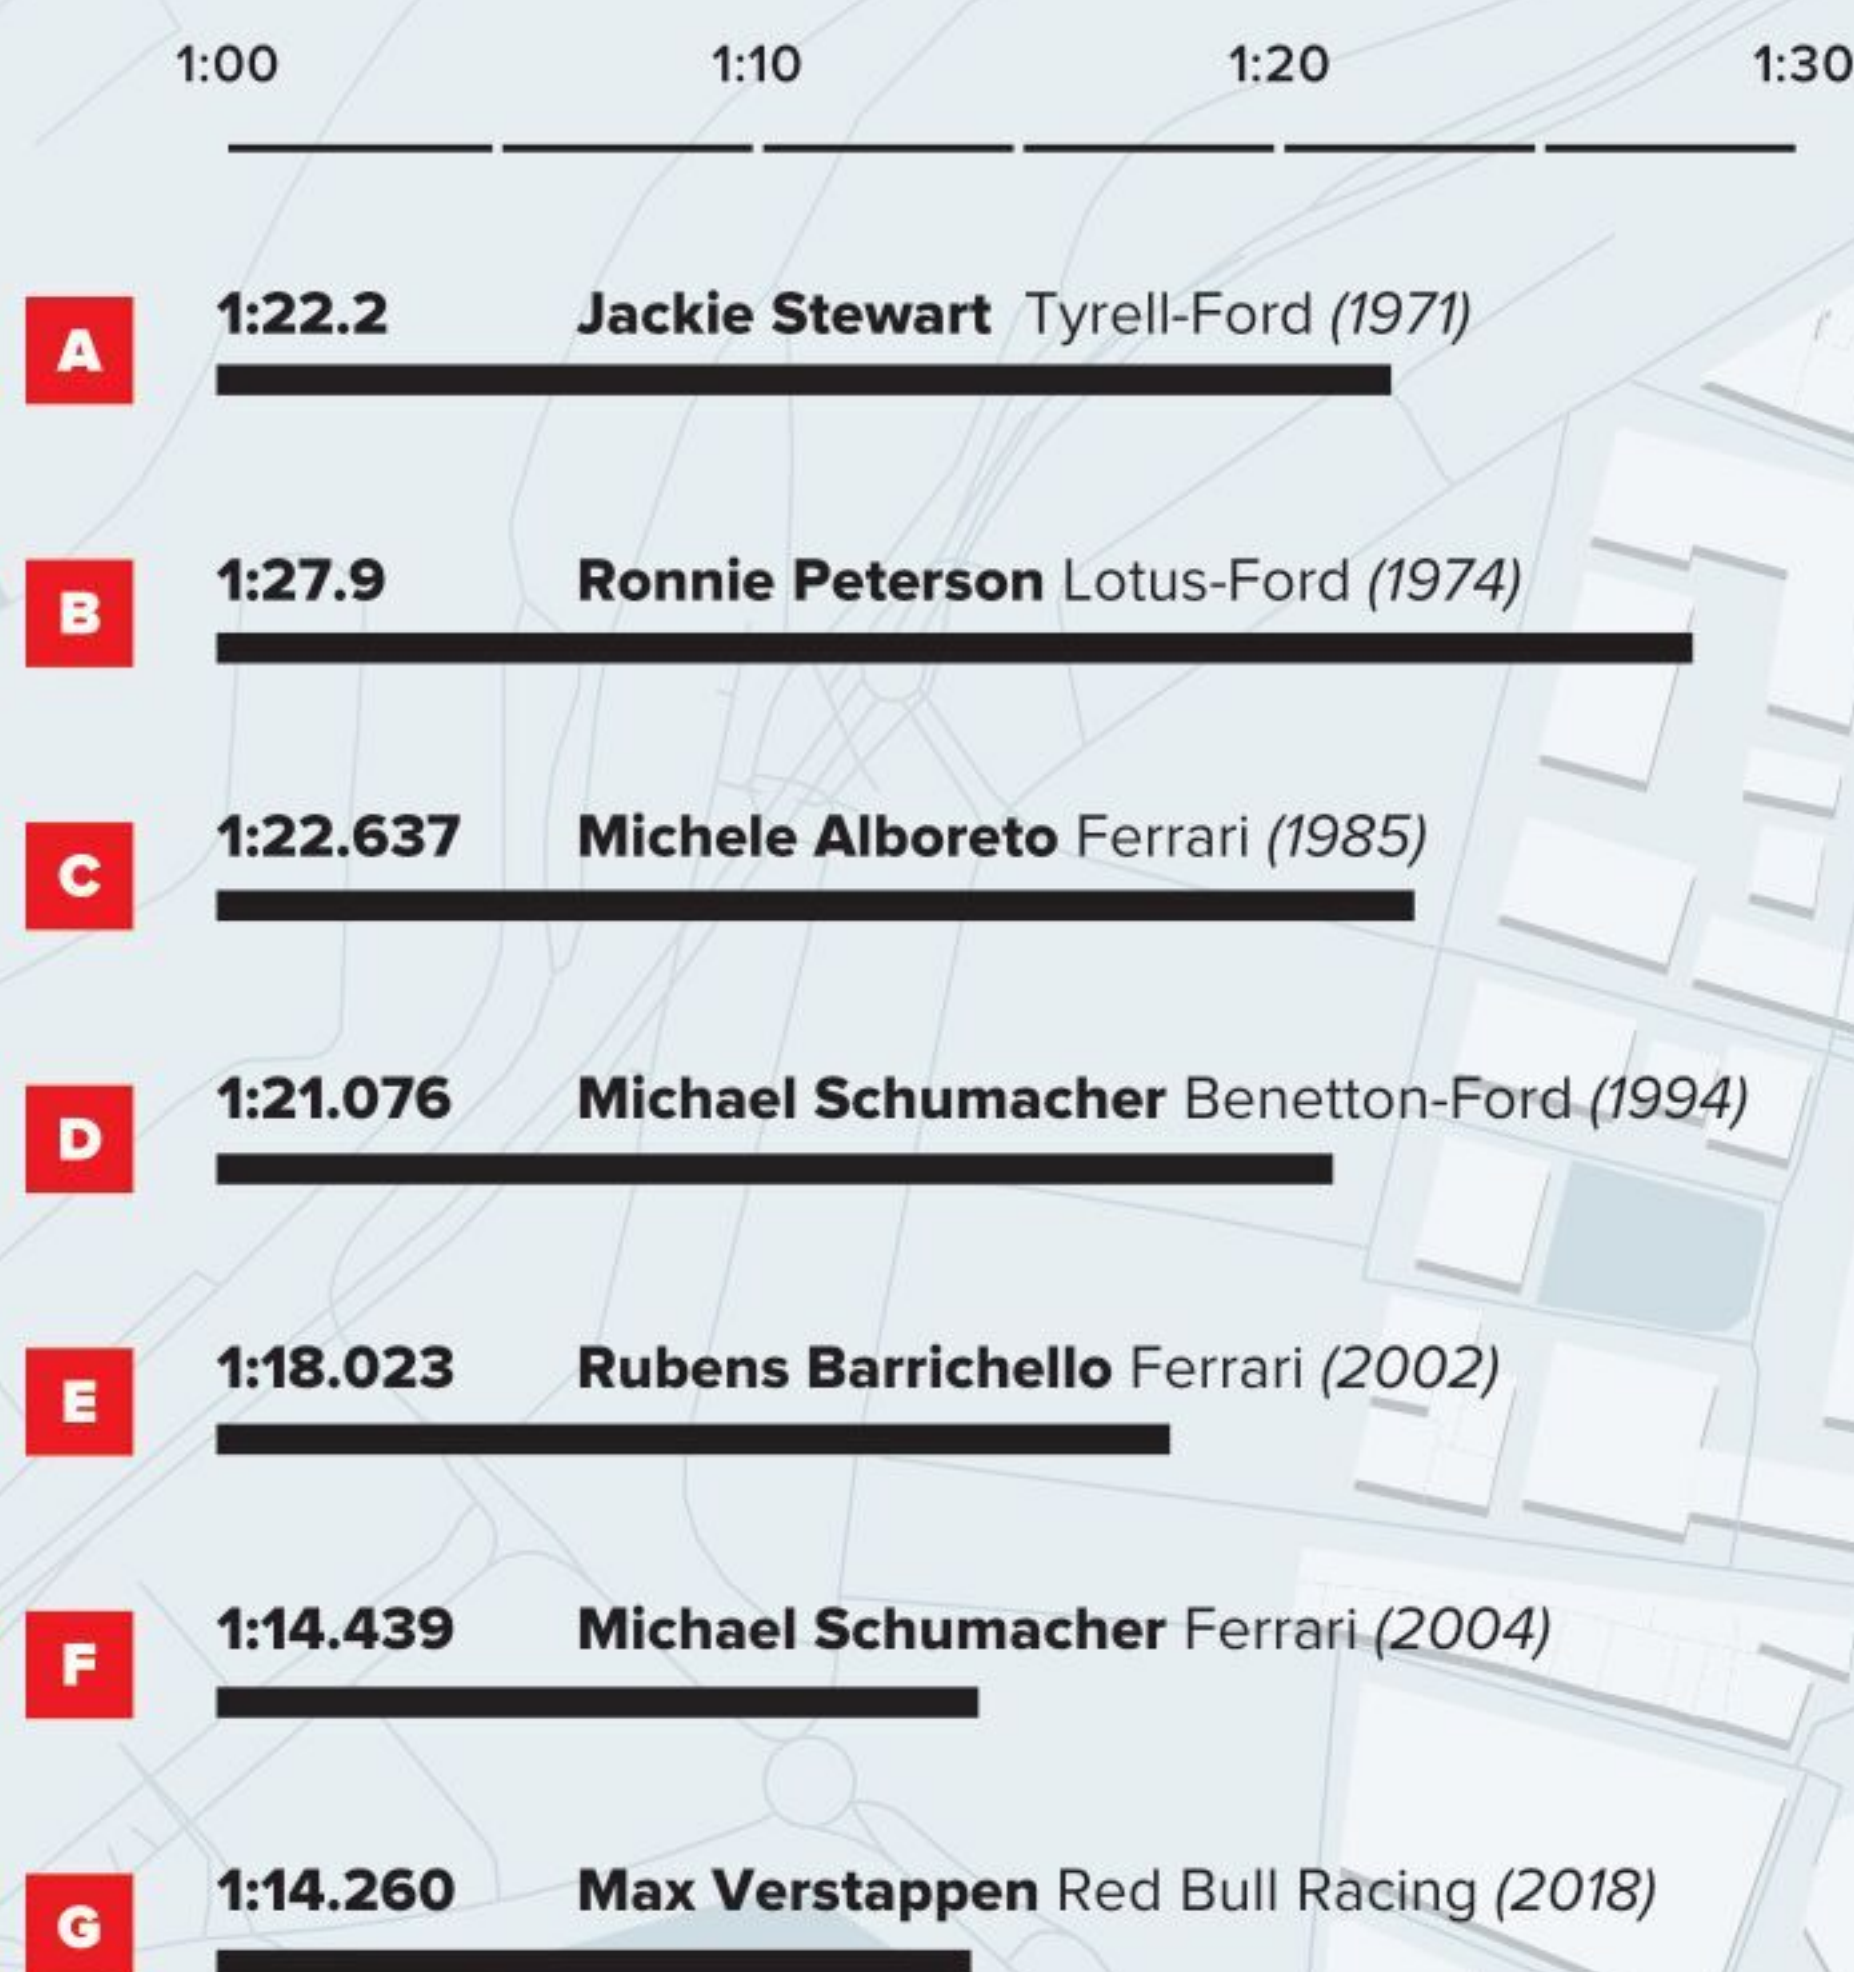 1:00 1:10 1:20 1:30
A 1:22.2 Jackie Stewart Tyrell-Ford (1971)
B 1:27.9 Ronnie Peterson Lotus-Ford (1974)
C 1:22.637 Michele Alboreto Ferrari (1985)
D 1:21.076 Michael Schumacher Benetton-Ford (1994)
E 1:18.023 Rubens Barrichello Ferrari (2002)
F 1:14.439 Michael Schumacher Ferrari (2004)
G 1:14.260 Max Verstappen Red Bull Racing (2018)